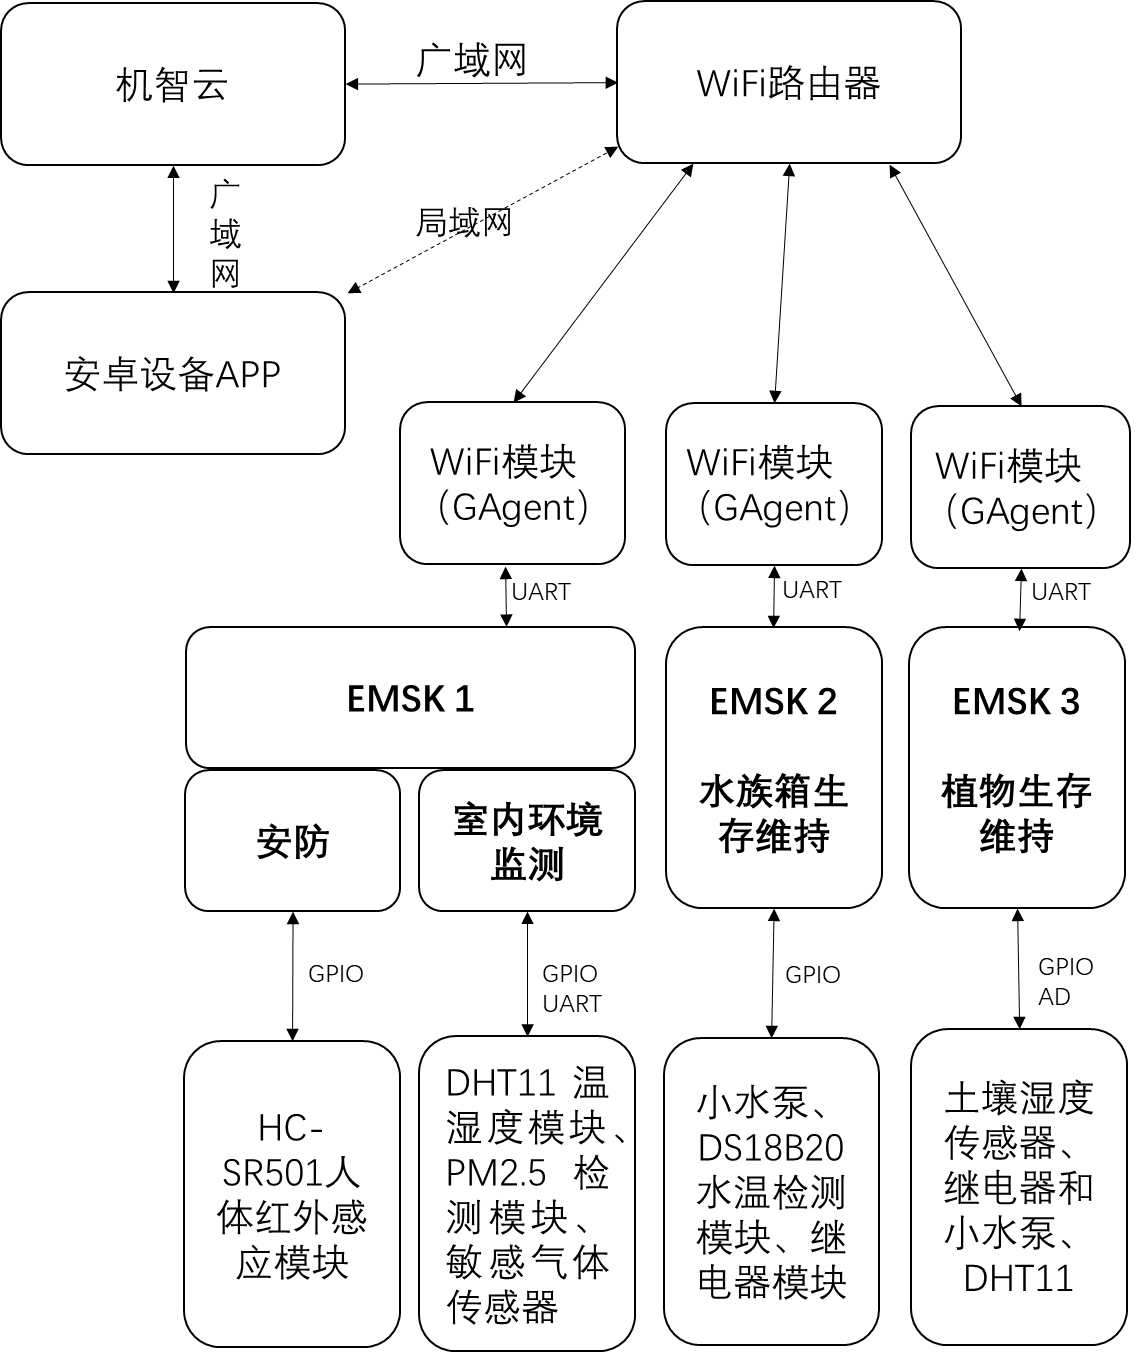 机智云
广域网
WiFi路由器
广
域
网
局域网
安卓设备APP
WiFi模块
（GAgent）
WiFi模块
（GAgent）
WiFi模块
（GAgent）
UART
UART
UART
EMSK 1
安防
室内环境
监测
EMSK 2
水族箱生
存维持
EMSK 3
植物生存
维持
GPIO
GPIO
UART
GPIO
GPIO
AD
HC-
SR501人
体红外感
应模块
DHT11 温
湿度模块、
PM2.5 检
测模块、
敏感气体
传感器
小水泵、
DS18B20
水温检测
模块、继
电器模块
土壤湿度
传感器、
继电器和
小水泵、
DHT11